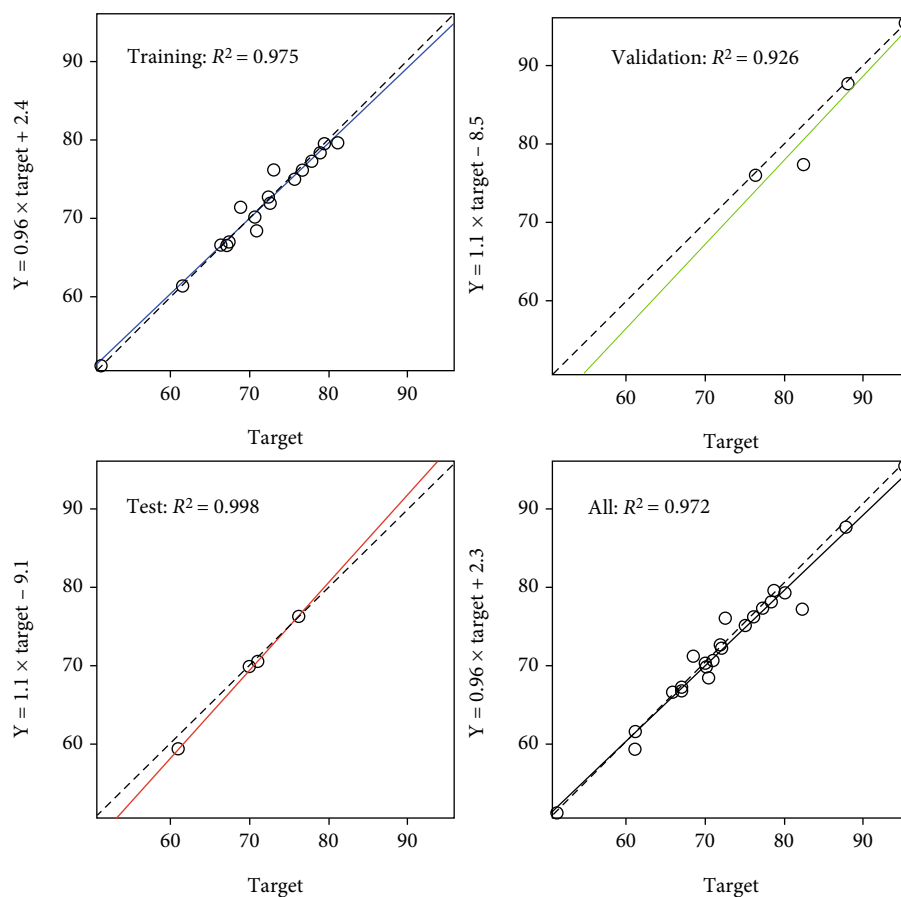 Training: R² = 0.975
Y = 0.96 × target + 2.4
90
80
70
60
60 70 80 90
Target
Validation: R² = 0.926
Y = 1.1 × target – 8.5
90
80
70
60
60 70 80 90
Target
Test: R² = 0.998
Y = 1.1 × target – 9.1
90
80
70
60
60 70 80 90
Target
All: R² = 0.972
Y = 0.96 × target + 2.3
90
80
70
60
60 70 80 90
Target